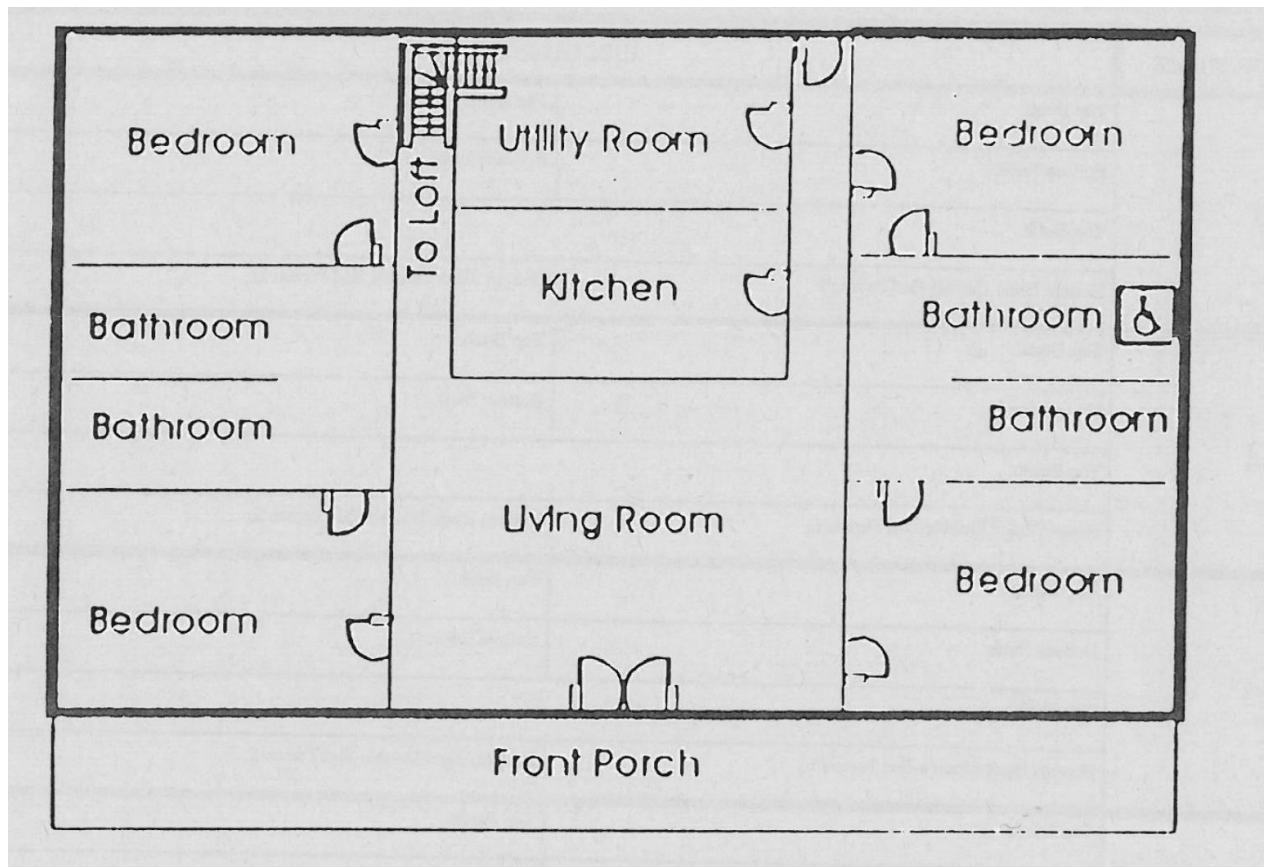 Bedroom
Utility Room
Bedroom
To Loft
Kitchen
Bathroom
Bathroom
Bathroom
Bathroom
Living Room
Bedroom
Bedroom
Front Porch